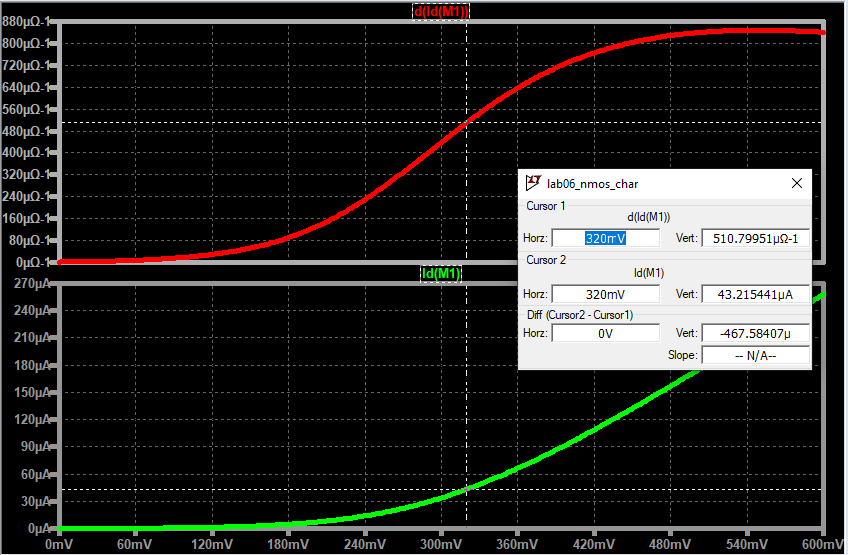 d(Id(M1))
880µΩ-1
800µΩ-1
720µΩ-1
640µΩ-1
560µΩ-1
480µΩ-1
400µΩ-1
320µΩ-1
240µΩ-1
160µΩ-1
80µΩ-1
0µΩ-1
Id(M1)
270µA
240µA
210µA
180µA
150µA
120µA
90µA
60µA
30µA
0µA
0mV 60mV 120mV 180mV 240mV 300mV 360mV 420mV 480mV 540mV 600mV
lab06_nmos_char
Cursor 1
d(Id(M1))
Horz: 320mV Vert: 510.79951µΩ-1
Cursor 2
Id(M1)
Horz: 320mV Vert: 43.215441µA
Diff (Cursor2 - Cursor1)
Horz: 0V Vert: -467.58407µ
Slope: -- N/A--